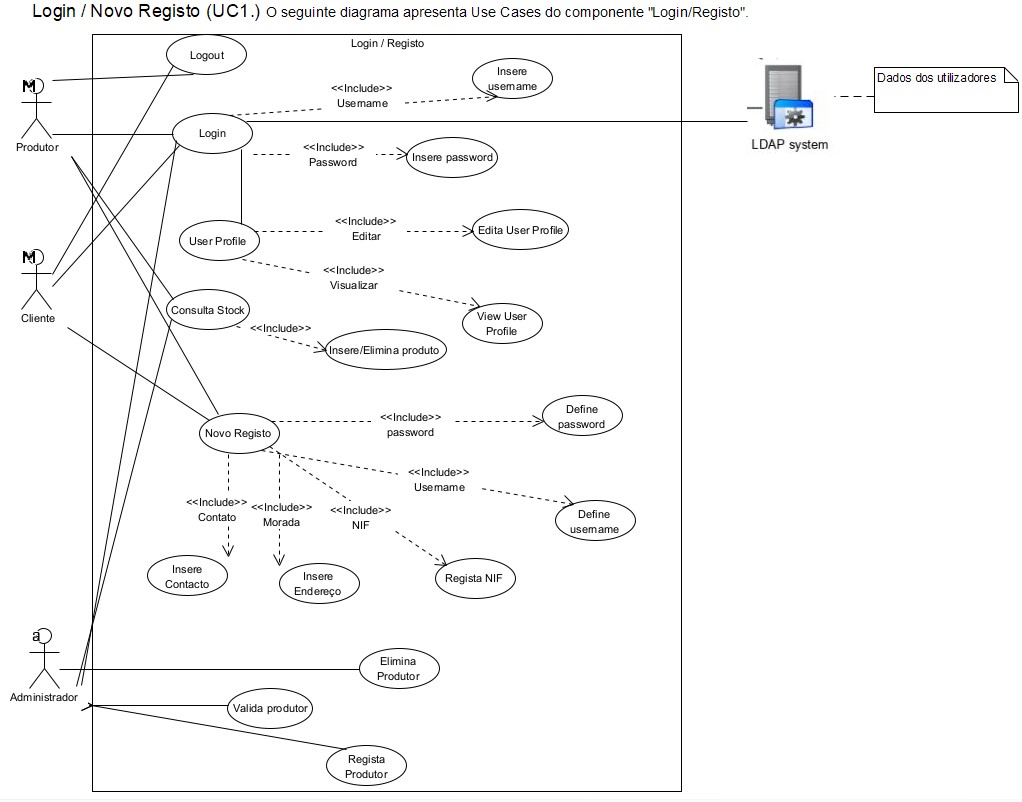 Login / Novo Registo (UC1.) O seguinte diagrama apresenta Use Cases do componente "Login/Registo".
Login / Registo
Logout
M
Produtor
<<Include>>
Username
Insere
username
Dados dos utilizadores
LDAP system
Login
<<Include>>
Password
Insere password
User Profile
<<Include>>
Editar
Edita User Profile
<<Include>>
Visualizar
View User
Profile
M
Cliente
Consulta Stock
<<Include>>
Insere/Elimina produto
Novo Registo
<<Include>>
password
Define
password
<<Include>>
Username
Define
username
<<Include>>
Contato
<<Include>>
Morada
<<Include>>
NIF
Insere
Contacto
Insere
Endereço
Regista NIF
a
Administrador
Elimina
Produtor
Valida produtor
Regista
Produtor